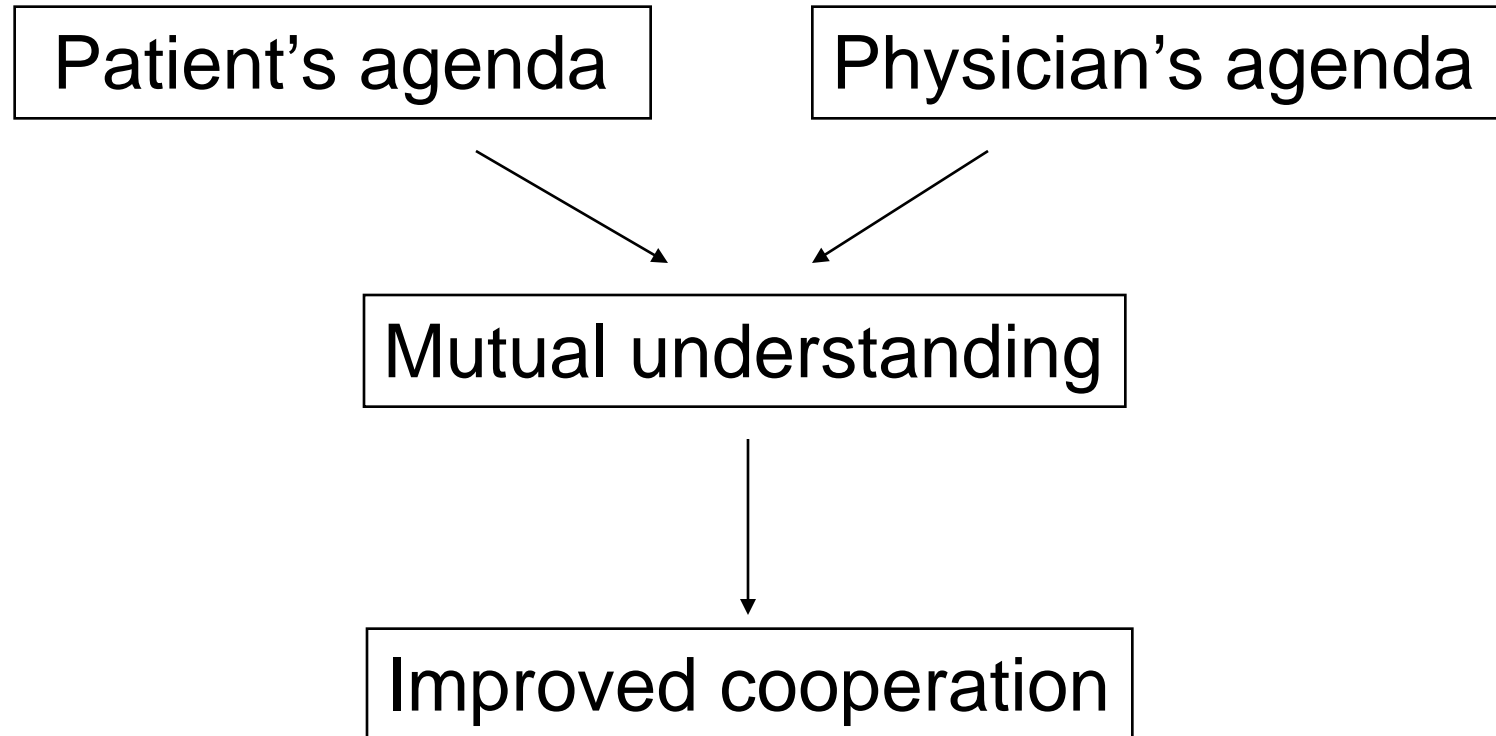 Patient’s agenda
Physician’s agenda
Mutual understanding
Improved cooperation